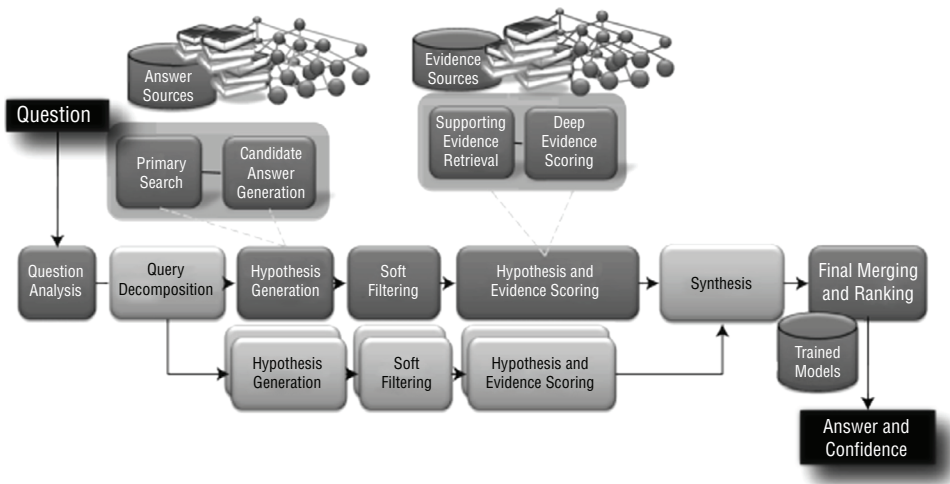 Answer
Sources
Evidence
Sources
Question
Primary
Search
Candidate
Answer
Generation
Supporting
Evidence
Retrieval
Deep
Evidence
Scoring
Question
Analysis
Query
Decomposition
Hypothesis
Generation
Soft
Filtering
Hypothesis and
Evidence Scoring
Synthesis
Final Merging
and Ranking
Hypothesis
Generation
Soft
Filtering
Hypothesis and
Evidence Scoring
Trained
Models
Answer and
Confidence